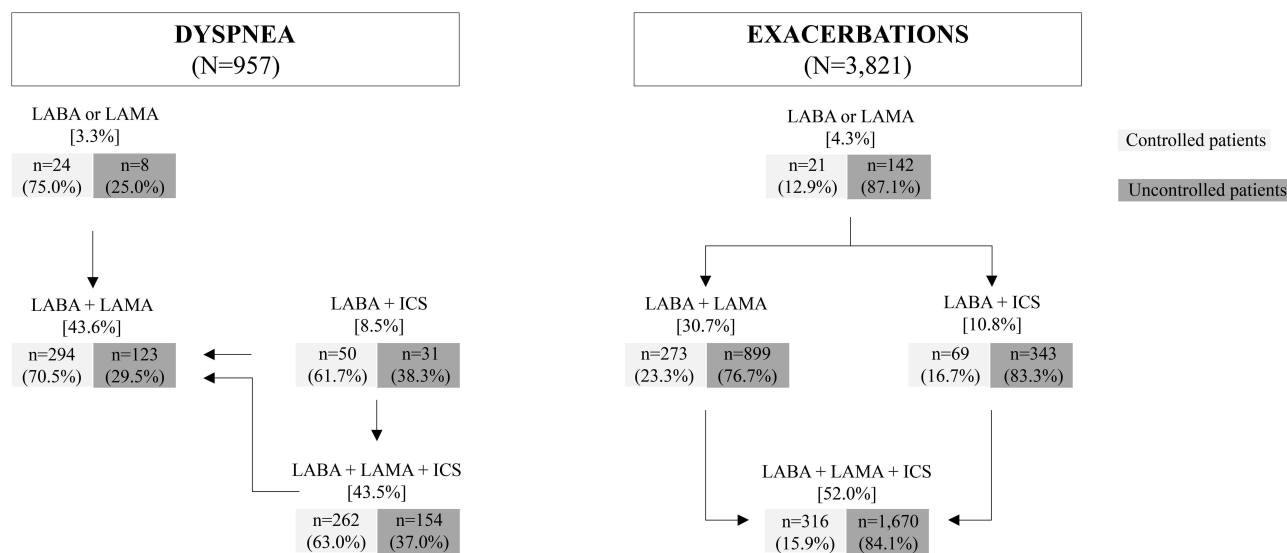 DYSPNEA
(N=957)
LABA or LAMA
[3.3%]
n=24
(75.0%)
n=8
(25.0%)
LABA + LAMA
[43.6%]
n=294
(70.5%)
n=123
(29.5%)
LABA + ICS
[8.5%]
n=50
(61.7%)
n=31
(38.3%)
LABA + LAMA + ICS
[43.5%]
n=262
(63.0%)
n=154
(37.0%)
EXACERBATIONS
(N=3,821)
LABA or LAMA
[4.3%]
n=21
(12.9%)
n=142
(87.1%)
LABA + LAMA
[30.7%]
n=273
(23.3%)
n=899
(76.7%)
LABA + ICS
[10.8%]
n=69
(16.7%)
n=343
(83.3%)
LABA + LAMA + ICS
[52.0%]
n=316
(15.9%)
n=1,670
(84.1%)
Controlled patients
Uncontrolled patients